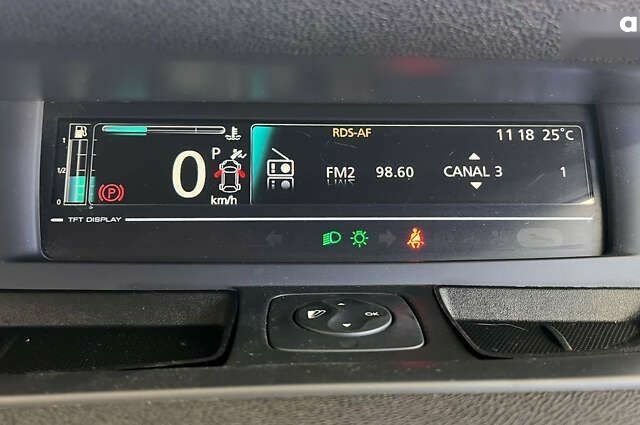 a
RDS-AF
11 18 25°C
1
1/2
0
0
P
km/h
(P)
FM2 98.60 CANAL 3 1
TFT DISPLAY
OK